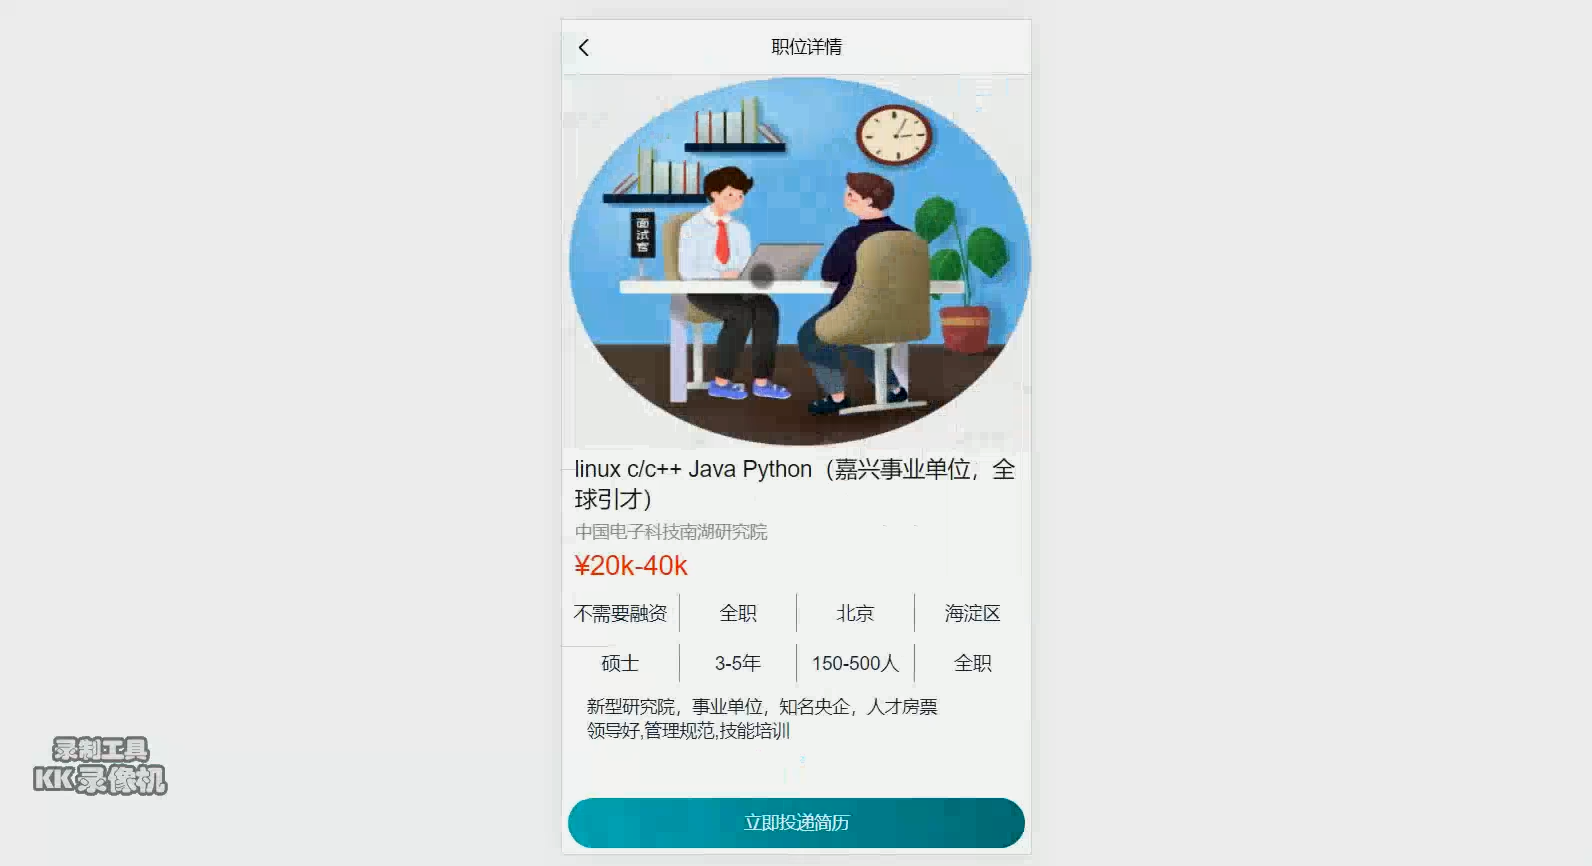 职位详情
面试官
linux c/c++ Java Python（嘉兴事业单位，全
球引才）
中国电子科技南湖研究院
¥20k-40k
不需要融资 全职 北京 海淀区
硕士 3-5年 150-500人 全职
新型研究院，事业单位，知名央企，人才房票
领导好,管理规范,技能培训
立即投递简历
录制工具
KK录像机